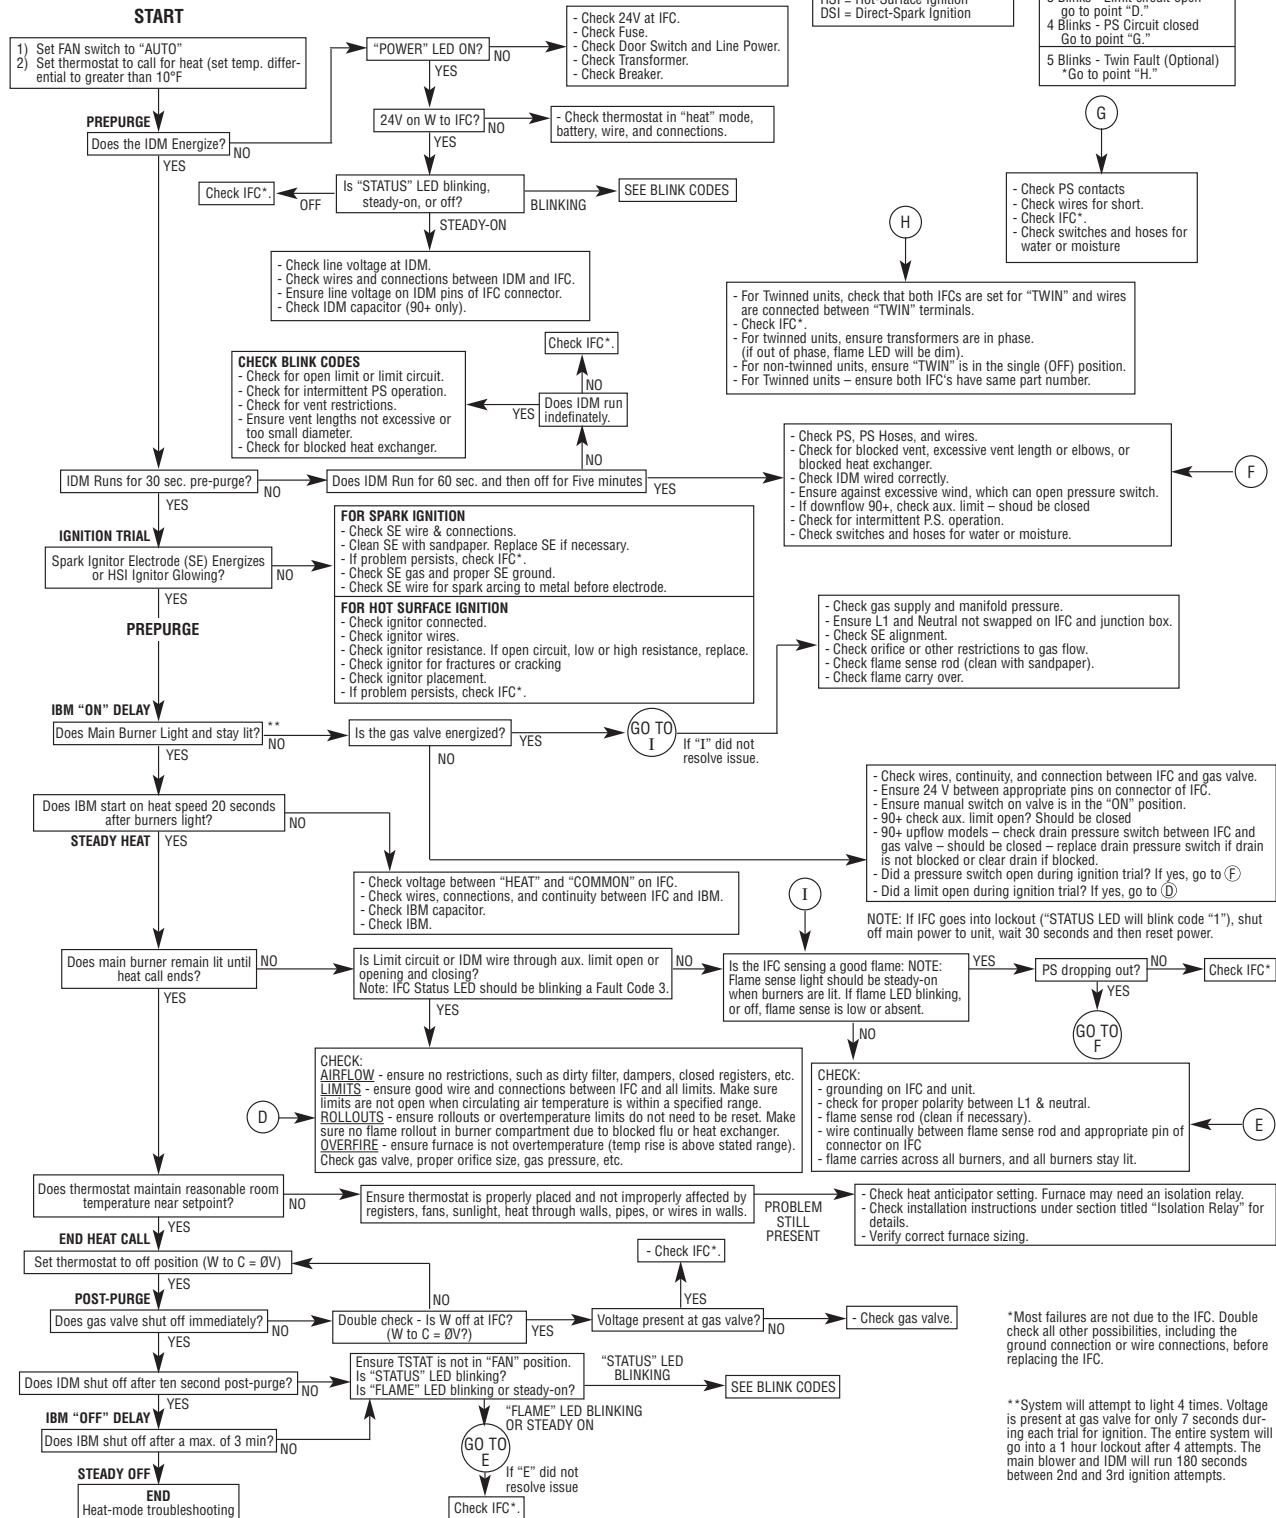 START
1) Set FAN switch to “AUTO”
2) Set thermostat to call for heat (set temp. differ-
ential to greater than 10°F
“POWER” LED ON?
NO
YES
- Check 24V at IFC.
- Check Fuse.
- Check Door Switch and Line Power.
- Check Transformer.
- Check Breaker.
DSI = Direct-Spark Ignition
go to point “D.”
4 Blinks - PS Circuit closed
Go to point “G.”
5 Blinks - Twin Fault (Optional)
*Go to point “H.”
PREPURGE
Does the IDM Energize?
NO
YES
24V on W to IFC?
NO
YES
- Check thermostat in “heat” mode,
battery, wire, and connections.
G
- Check PS contacts
- Check wires for short.
- Check IFC*.
- Check switches and hoses for
water or moisture
Check IFC*.
OFF
Is “STATUS” LED blinking,
steady-on, or off?
BLINKING
SEE BLINK CODES
STEADY-ON
- Check line voltage at IDM.
- Check wires and connections between IDM and IFC.
- Ensure line voltage on IDM pins of IFC connector.
- Check IDM capacitor (90+ only).
H
- For Twinned units, check that both IFCs are set for “TWIN” and wires
are connected between “TWIN” terminals.
- Check IFC*.
- For twinned units, ensure transformers are in phase.
(if out of phase, flame LED will be dim).
- For non-twinned units, ensure “TWIN” is in the single (OFF) position.
- For Twinned units – ensure both IFC‘s have same part number.
Check IFC*.
NO
CHECK BLINK CODES
- Check for open limit or limit circuit.
- Check for intermittent PS operation.
- Check for vent restrictions.
- Ensure vent lengths not excessive or
too small diameter.
- Check for blocked heat exchanger.
YES
Does IDM run
indefinately.
NO
IDM Runs for 30 sec. pre-purge?
NO
YES
Does IDM Run for 60 sec. and then off for Five minutes
YES
- Check PS, PS Hoses, and wires.
- Check for blocked vent, excessive vent length or elbows, or
blocked heat exchanger.
- Check IDM wired correctly.
- Ensure against excessive wind, which can open pressure switch.
- If downflow 90+, check aux. limit – shoud be closed
- Check for intermittent P.S. operation.
- Check switches and hoses for water or moisture.
F
IGNITION TRIAL
Spark Ignitor Electrode (SE) Energizes
or HSI Ignitor Glowing?
NO
YES
FOR SPARK IGNITION
- Check SE wire & connections.
- Clean SE with sandpaper. Replace SE if necessary.
- If problem persists, check IFC*.
- Check SE gas and proper SE ground.
- Check SE wire for spark arcing to metal before electrode.
FOR HOT SURFACE IGNITION
- Check ignitor connected.
- Check ignitor wires.
- Check ignitor resistance. If open circuit, low or high resistance, replace.
- Check ignitor for fractures or cracking
- Check ignitor placement.
- If problem persists, check IFC*.
PREPURGE
- Check gas supply and manifold pressure.
- Ensure L1 and Neutral not swapped on IFC and junction box.
- Check SE alignment.
- Check orifice or other restrictions to gas flow.
- Check flame sense rod (clean with sandpaper).
- Check flame carry over.
IBM “ON” DELAY
Does Main Burner Light and stay lit?
**
NO
YES
Is the gas valve energized?
YES
NO
GO TO
I
If “I” did not
resolve issue.
Does IBM start on heat speed 20 seconds
after burners light?
NO
STEADY HEAT
YES
- Check wires, continuity, and connection between IFC and gas valve.
- Ensure 24 V between appropriate pins on connector of IFC.
- Ensure manual switch on valve is in the “ON” position.
- 90+ check aux. limit open? Should be closed
- 90+ upflow models – check drain pressure switch between IFC and
gas valve – should be closed – replace drain pressure switch if drain
is not blocked or clear drain if blocked.
- Did a pressure switch open during ignition trial? If yes, go to Ⓕ
- Did a limit open during ignition trial? If yes, go to Ⓓ
- Check voltage between “HEAT” and “COMMON” on IFC.
- Check wires, connections, and continuity between IFC and IBM.
- Check IBM capacitor.
- Check IBM.
I
NOTE: If IFC goes into lockout (“STATUS LED will blink code “1”), shut
off main power to unit, wait 30 seconds and then reset power.
Does main burner remain lit until
heat call ends?
NO
YES
Is Limit circuit or IDM wire through aux. limit open or
opening and closing?
Note: IFC Status LED should be blinking a Fault Code 3.
NO
YES
Is the IFC sensing a good flame: NOTE:
Flame sense light should be steady-on
when burners are lit. If flame LED blinking,
or off, flame sense is low or absent.
YES
NO
PS dropping out?
NO
YES
Check IFC*
GO TO
F
D
CHECK:
AIRFLOW - ensure no restrictions, such as dirty filter, dampers, closed registers, etc.
LIMITS - ensure good wire and connections between IFC and all limits. Make sure
limits are not open when circulating air temperature is within a specified range.
ROLLOUTS - ensure rollouts or overtemperature limits do not need to be reset. Make
sure no flame rollout in burner compartment due to blocked flu or heat exchanger.
OVERFIRE - ensure furnace is not overtemperature (temp rise is above stated range).
Check gas valve, proper orifice size, gas pressure, etc.
CHECK:
- grounding on IFC and unit.
- check for proper polarity between L1 & neutral.
- flame sense rod (clean if necessary).
- wire continually between flame sense rod and appropriate pin of
connector on IFC
- flame carries across all burners, and all burners stay lit.
E
Does thermostat maintain reasonable room
temperature near setpoint?
NO
YES
Ensure thermostat is properly placed and not improperly affected by
registers, fans, sunlight, heat through walls, pipes, or wires in walls.
PROBLEM
STILL
PRESENT
- Check heat anticipator setting. Furnace may need an isolation relay.
- Check installation instructions under section titled “Isolation Relay” for
details.
- Verify correct furnace sizing.
END HEAT CALL
Set thermostat to off position (W to C = ØV)
YES
NO
- Check IFC*.
YES
POST-PURGE
Does gas valve shut off immediately?
NO
YES
Double check - Is W off at IFC?
(W to C = ØV?)
YES
Voltage present at gas valve?
NO
- Check gas valve.
*Most failures are not due to the IFC. Double
check all other possibilities, including the
ground connection or wire connections, before
replacing the IFC.
Does IDM shut off after ten second post-purge?
NO
YES
Ensure TSTAT is not in “FAN” position.
Is “STATUS” LED blinking?
Is “FLAME” LED blinking or steady-on?
“STATUS” LED
BLINKING
SEE BLINK CODES
“FLAME” LED BLINKING
OR STEADY ON
IBM “OFF” DELAY
Does IBM shut off after a max. of 3 min?
NO
GO TO
E
If “E” did not
resolve issue
Check IFC*.
**System will attempt to light 4 times. Voltage
is present at gas valve for only 7 seconds dur-
ing each trial for ignition. The entire system will
go into a 1 hour lockout after 4 attempts. The
main blower and IDM will run 180 seconds
between 2nd and 3rd ignition attempts.
STEADY OFF
END
Heat-mode troubleshooting